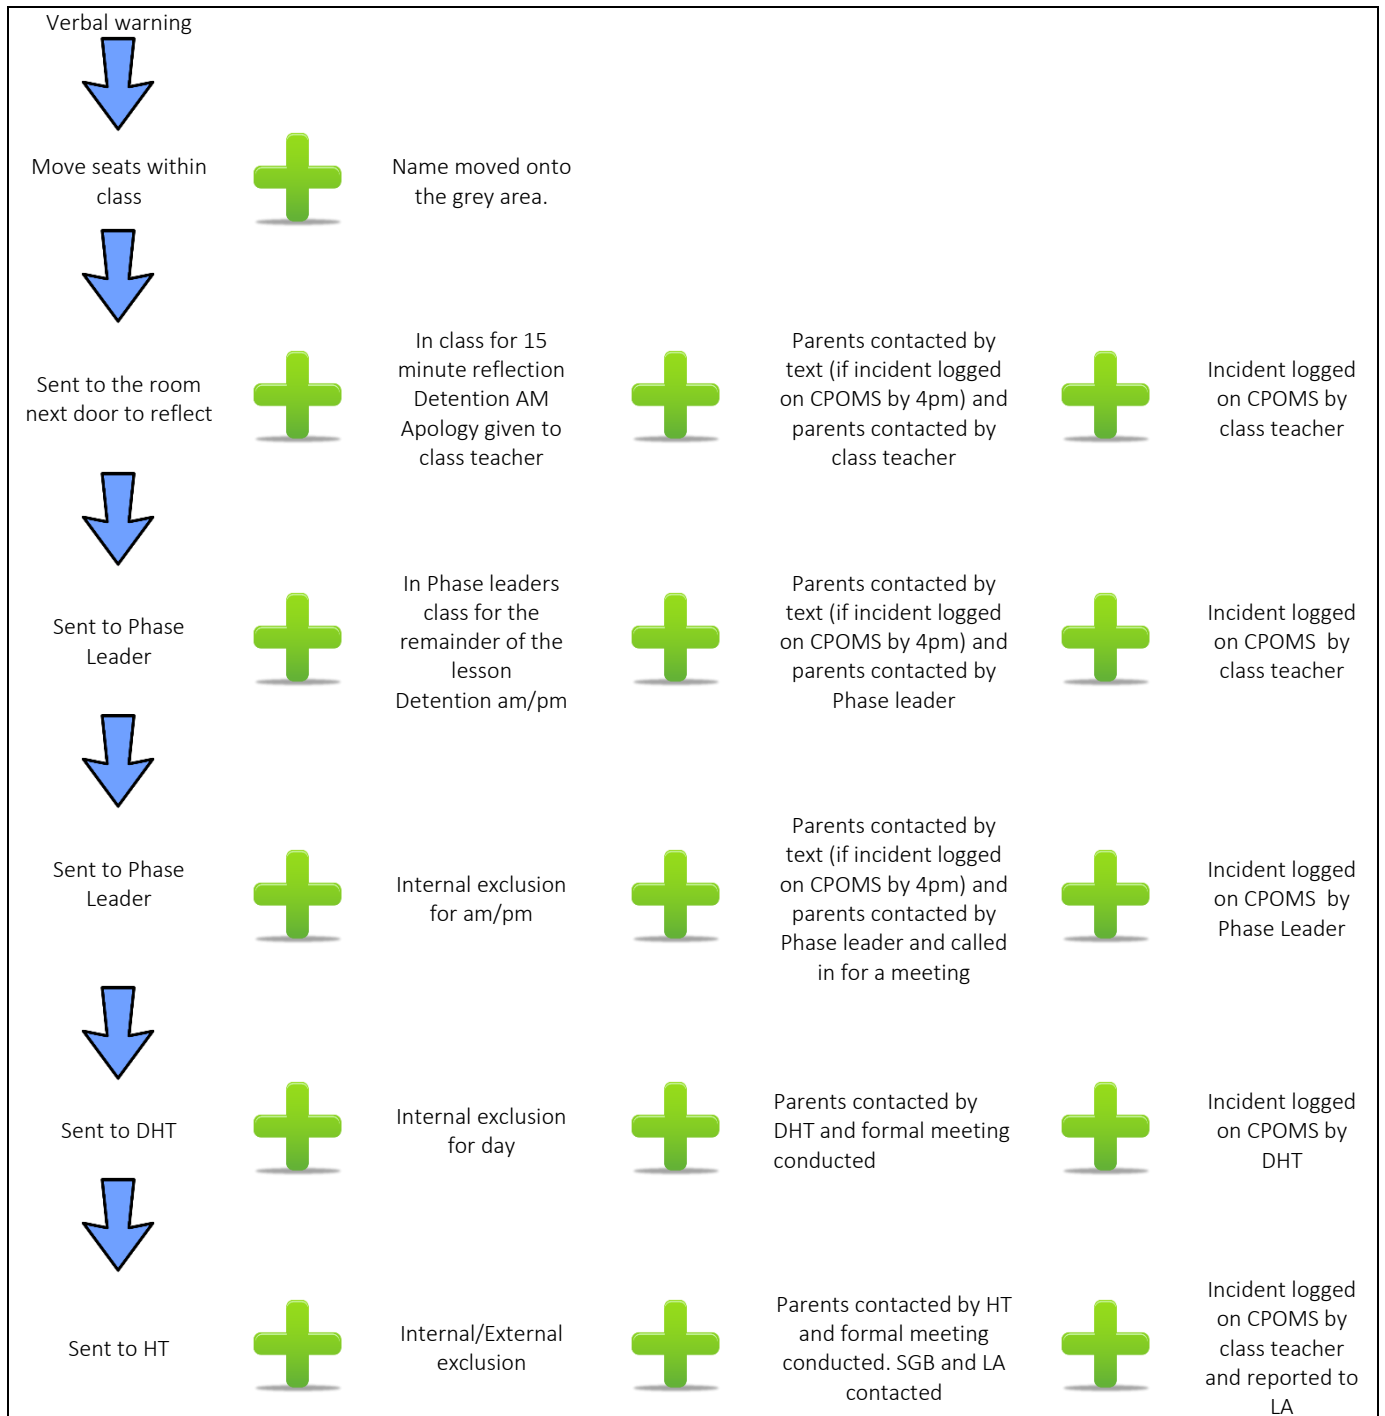 Verbal warning
Move seats within
class
Name moved onto
the grey area.
Sent to the room
next door to reflect
In class for 15
minute reflection
Detention AM
Apology given to
class teacher
Parents contacted by
text (if incident logged
on CPOMS by 4pm) and
parents contacted by
class teacher
Incident logged
on CPOMS by
class teacher
Sent to Phase
Leader
In Phase leaders
class for the
remainder of the
lesson
Detention am/pm
Parents contacted by
text (if incident logged
on CPOMS by 4pm) and
parents contacted by
Phase leader
Incident logged
on CPOMS  by
class teacher
Sent to Phase
Leader
Internal exclusion
for am/pm
Parents contacted by
text (if incident logged
on CPOMS by 4pm) and
parents contacted by
Phase leader and called
in for a meeting
Incident logged
on CPOMS  by
Phase Leader
Sent to DHT
Internal exclusion
for day
Parents contacted by
DHT and formal meeting
conducted
Incident logged
on CPOMS by
DHT
Sent to HT
Internal/External
exclusion
Parents contacted by HT
and formal meeting
conducted. SGB and LA
contacted
Incident logged
on CPOMS by
class teacher
and reported to
LA